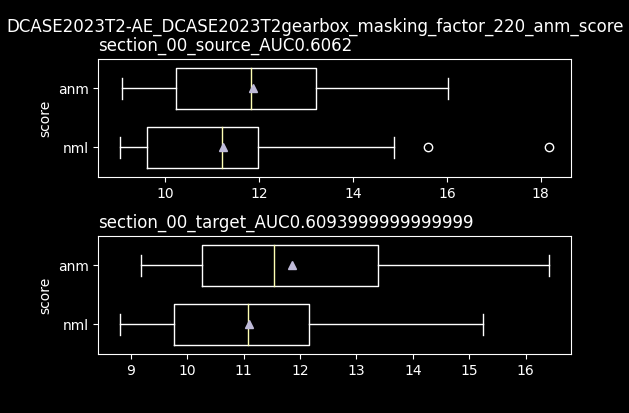 DCASE2023T2-AE_DCASE2023T2gearbox_masking_factor_220_anm_score
section_00_source_AUC0.6062
anm
nml
score
10 12 14 16 18
section_00_target_AUC0.6093999999999999
anm
nml
score
9 10 11 12 13 14 15 16